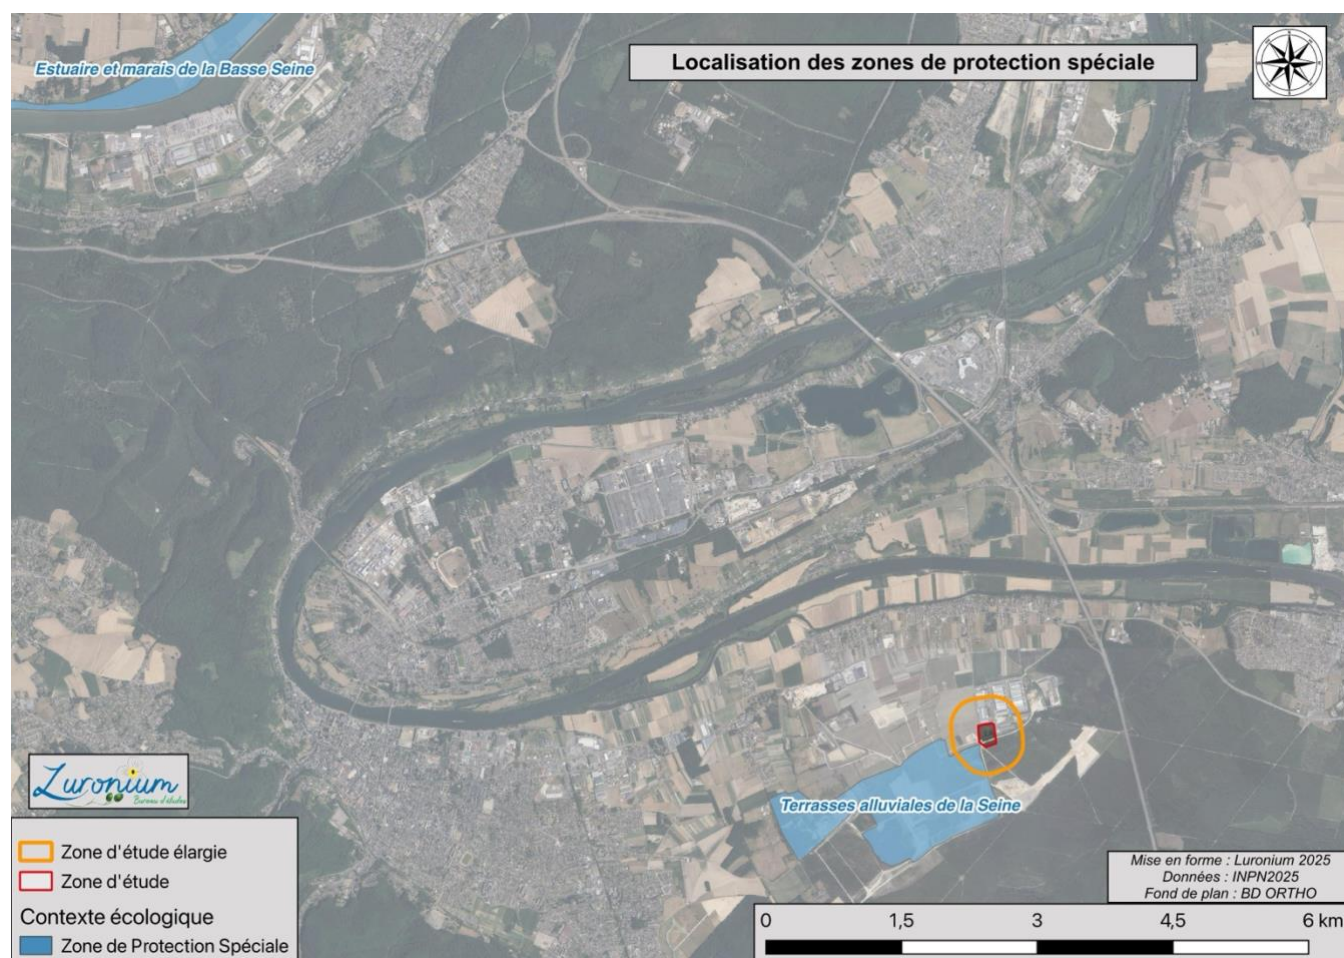 Localisation des zones de protection spéciale
Estuaire et marais de la Basse Seine
Terrasses alluviales de la Seine
Luronium
Bureau d'études
Zone d'étude élargie
Zone d'étude
Contexte écologique
Zone de Protection Spéciale
Mise en forme : Luronium 2025
Données : INPN2025
Fond de plan : BD ORTHO
0 1,5 3 4,5 6 km